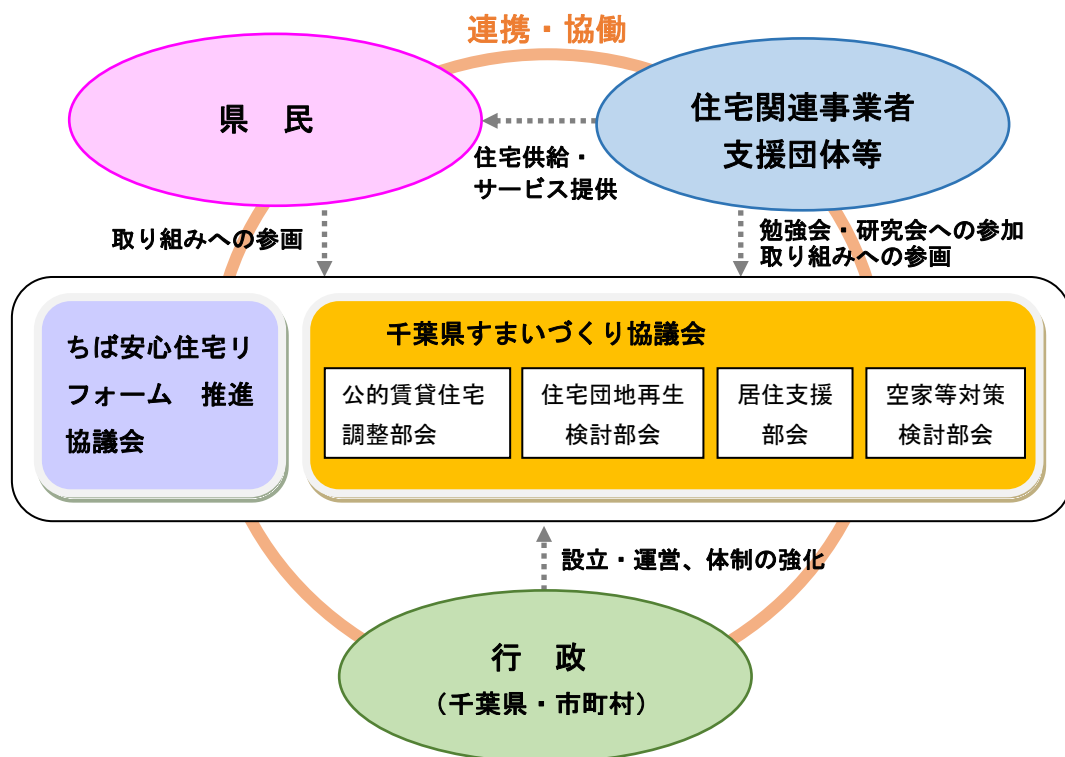 連携・協働
県　民
住宅関連事業者
支援団体等
住宅供給・
サービス提供
取り組みへの参画
勉強会・研究会への参加
取り組みへの参画
ちば安心住宅リ
フォーム　推進
協議会
千葉県すまいづくり協議会
公的賃貸住宅
調整部会
住宅団地再生
検討部会
居住支援
部会
空家等対策
検討部会
設立・運営、体制の強化
行　政
（千葉県・市町村）